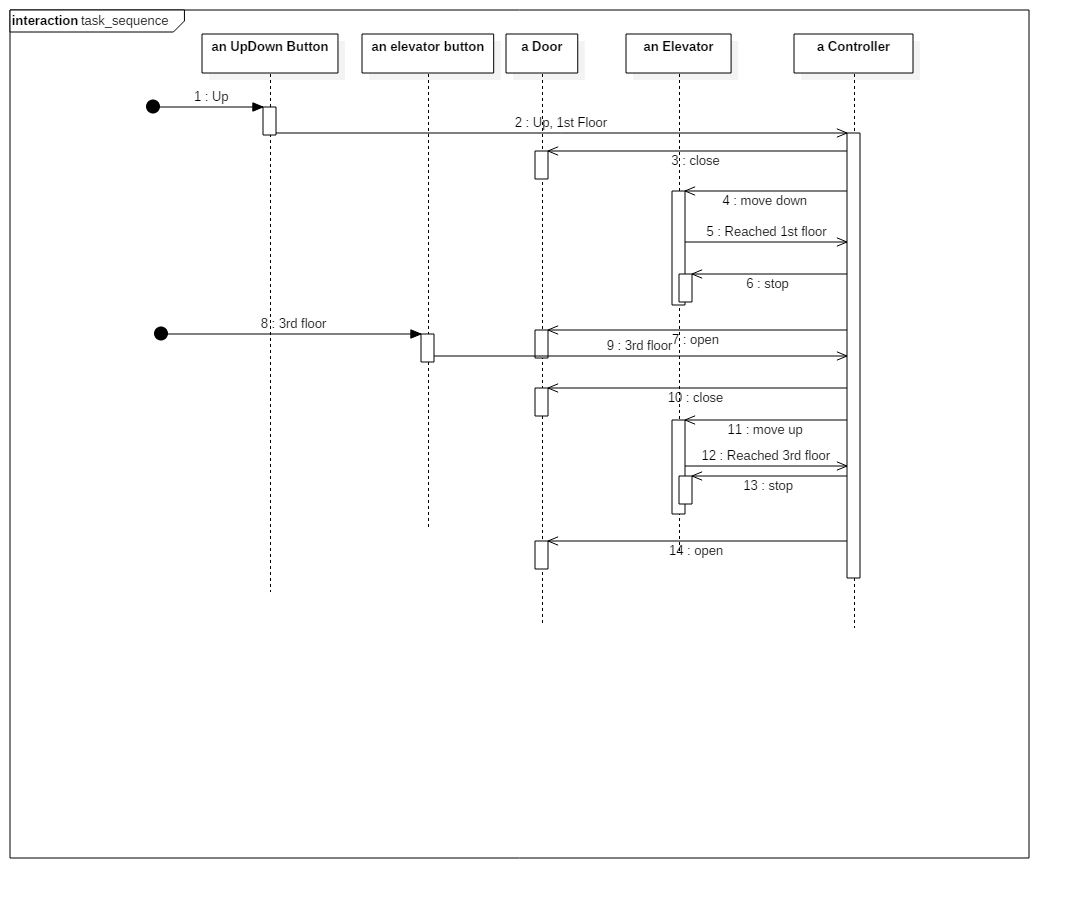 interaction task_sequence
an UpDown Button
an elevator button
a Door
an Elevator
a Controller
1 : Up
2 : Up, 1st Floor
3 : close
4 : move down
5 : Reached 1st floor
6 : stop
8 : 3rd floor
7 : open
9 : 3rd floor
10 : close
11 : move up
12 : Reached 3rd floor
13 : stop
14 : open